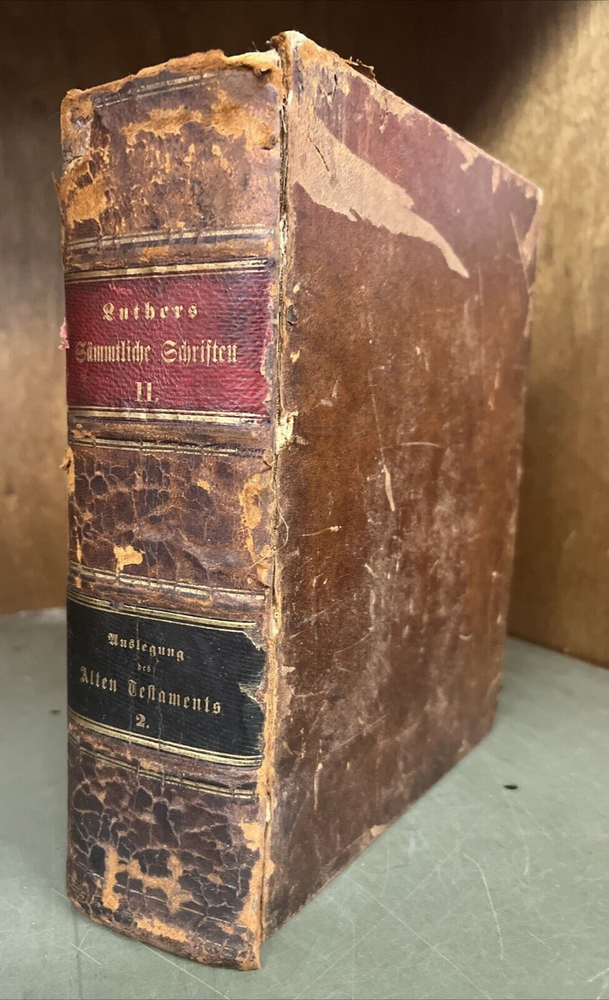 Luthers
Sämmtliche Schriften
II.
Auslegung
des
Alten Testaments
2.